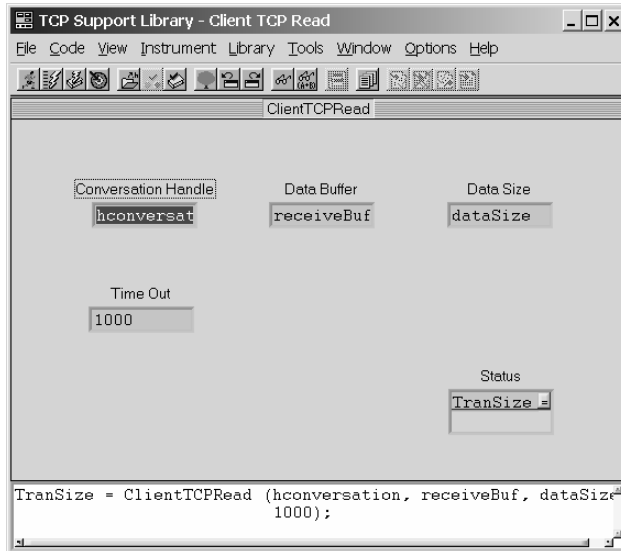 TCP Support Library - Client TCP Read
File Code View Instrument Library Tools Window Options Help
ClientTCPRead
Conversation Handle Data Buffer Data Size
hconversat receiveBuf dataSize
Time Out
1000
Status
TranSize
TranSize = ClientTCPRead (hconversation, receiveBuf, dataSize
1000);